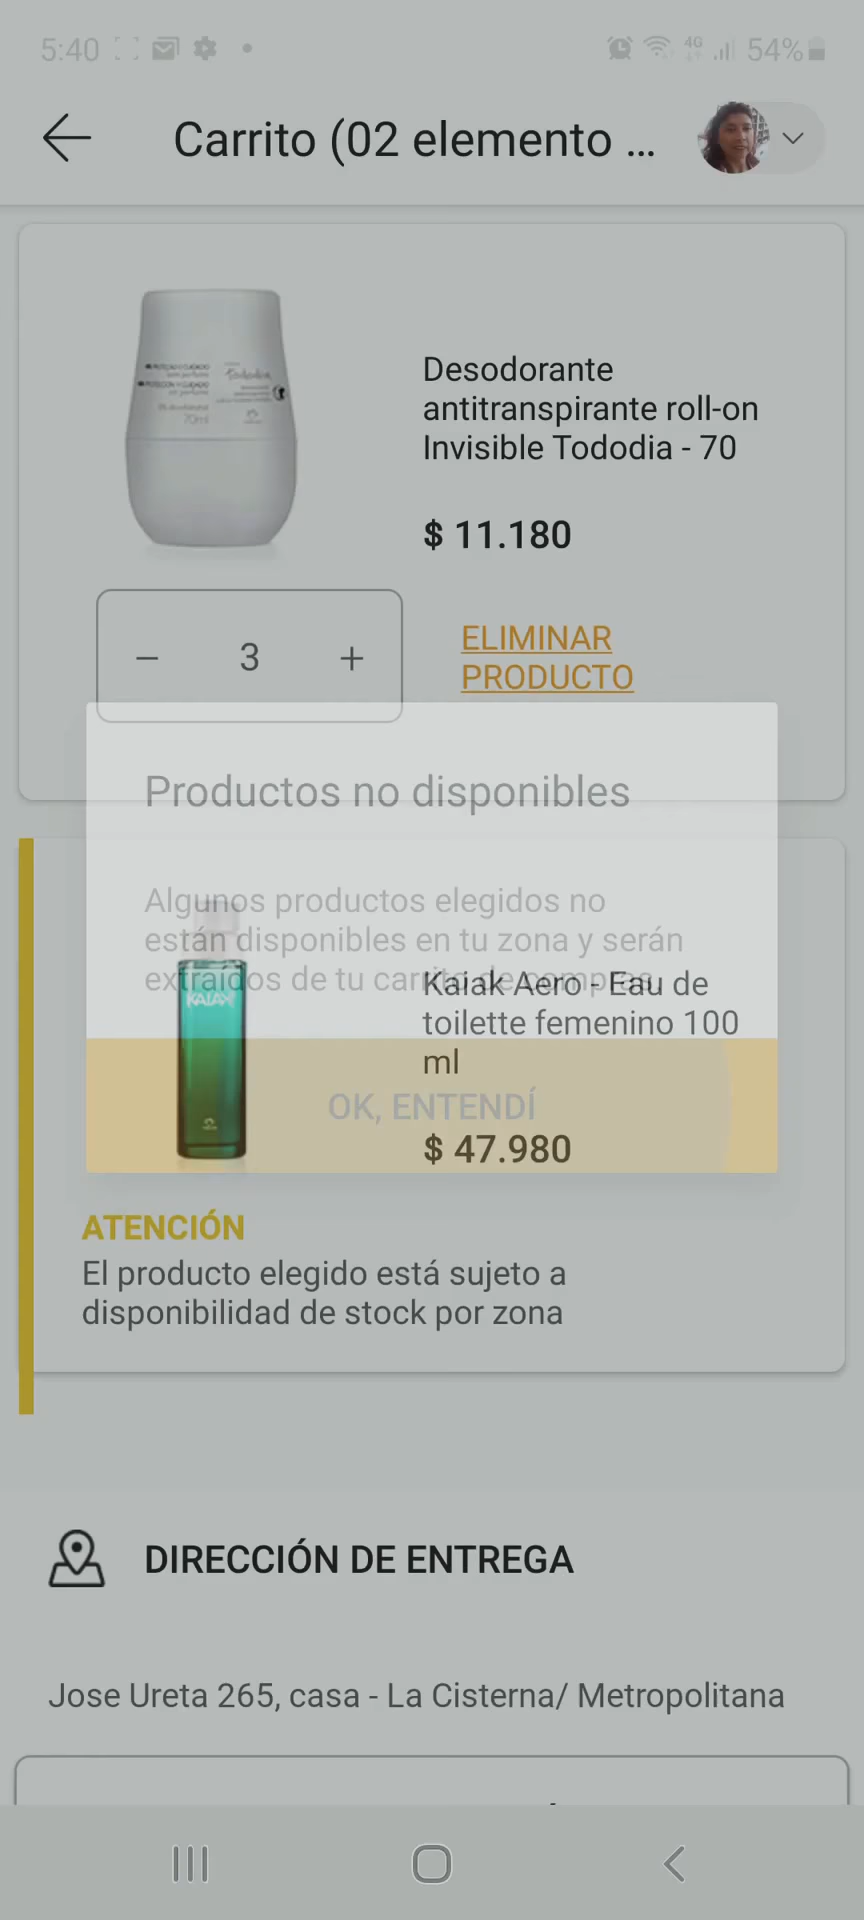 5:40
4G
54%
Carrito (02 elemento ...
Desodorante
antitranspirante roll-on
Invisible Tododia - 70
$ 11.180
70ml
− 3 +
ELIMINAR
PRODUCTO
Productos no disponibles
Algunos productos elegidos no
están disponibles en tu zona y serán
extraídos de tu carrito de compras.
KAIAK
Kaiak Aero - Eau de
toilette femenino 100
ml
OK, ENTENDÍ
$ 47.980
ATENCIÓN
El producto elegido está sujeto a
disponibilidad de stock por zona
DIRECCIÓN DE ENTREGA
Jose Ureta 265, casa - La Cisterna/ Metropolitana